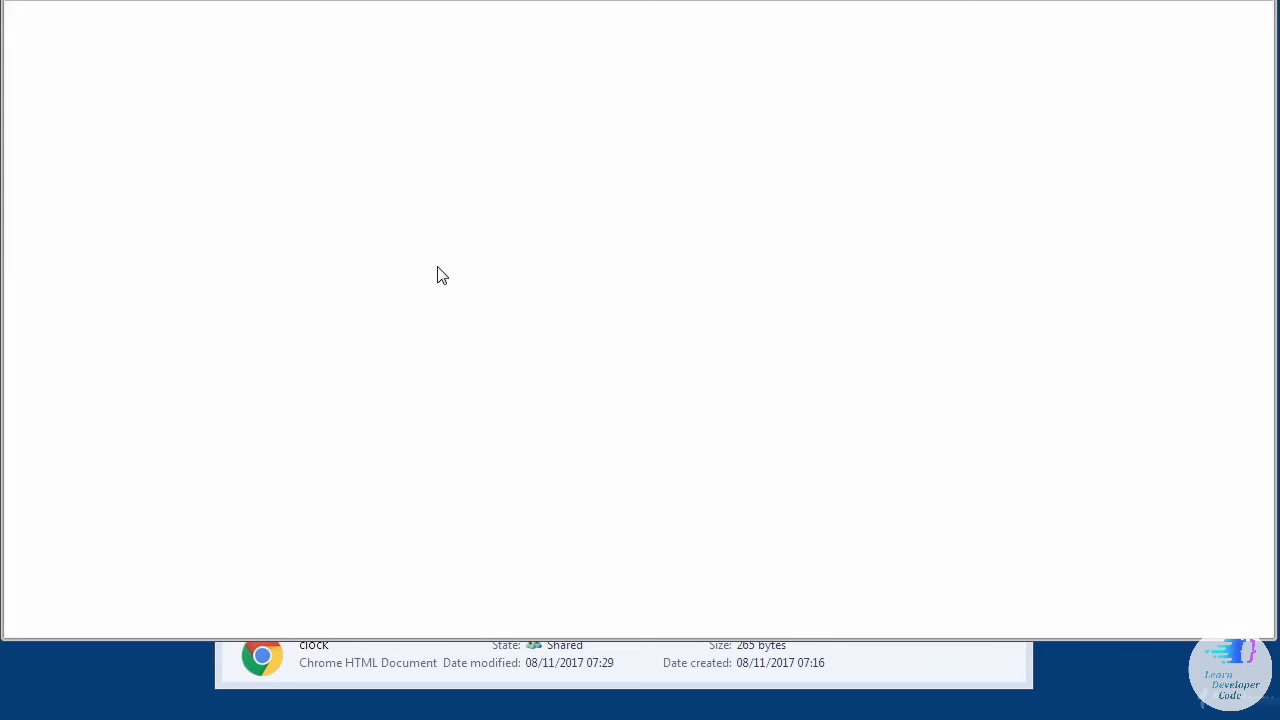 clock State: Shared Size: 265 bytes
Chrome HTML Document Date modified: 08/11/2017 07:29 Date created: 08/11/2017 07:16
Learn
Developer
Code